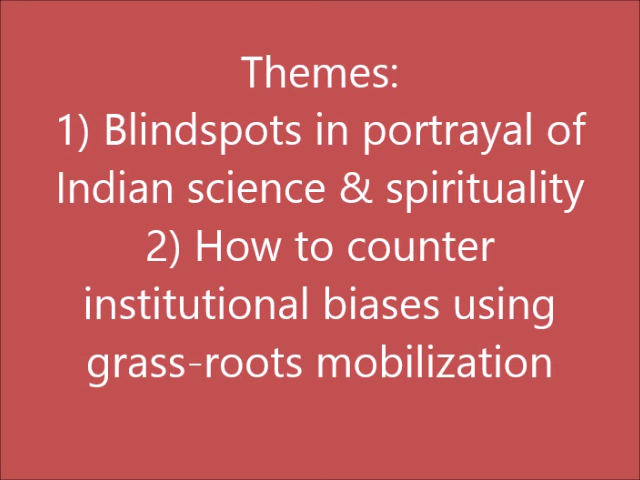 Themes:
1) Blindspots in portrayal of
Indian science & spirituality
2) How to counter
institutional biases using
grass-roots mobilization